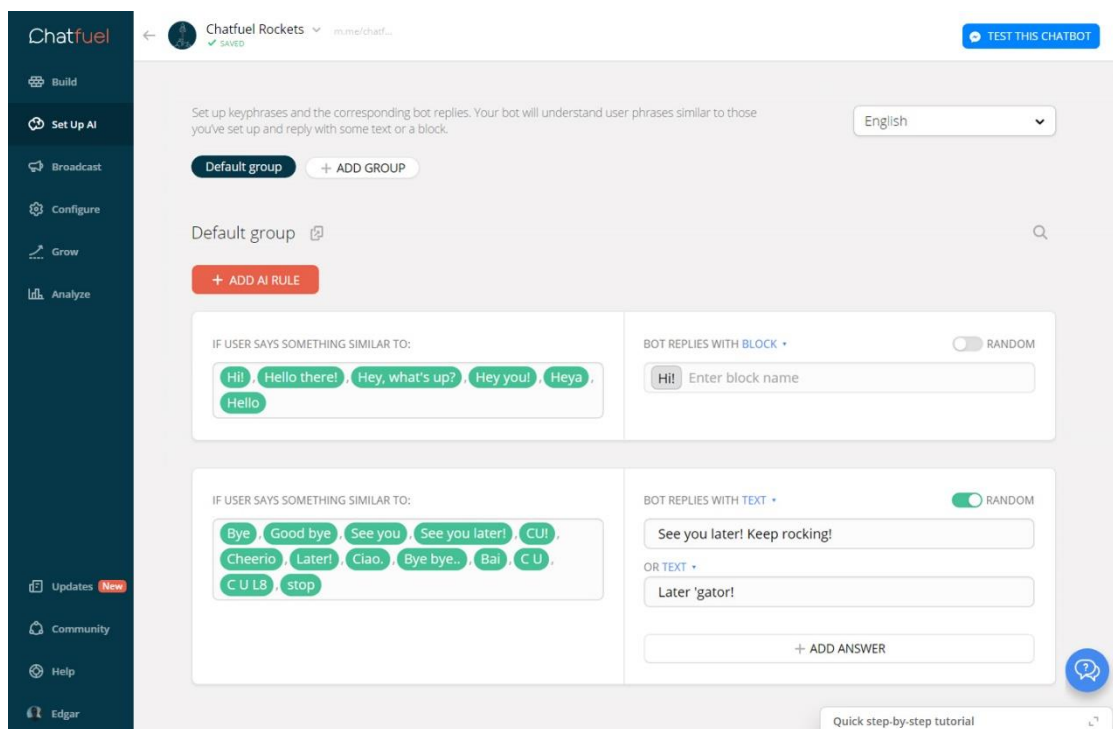 Chatfuel
Chatfuel Rockets
m.me/chatf...
SAVED
TEST THIS CHATBOT
Build
Set Up AI
Broadcast
Configure
Grow
Analyze
Set up keyphrases and the corresponding bot replies. Your bot will understand user phrases similar to those
you've set up and reply with some text or a block.
English
Default group
+ ADD GROUP
Default group
+ ADD AI RULE
IF USER SAYS SOMETHING SIMILAR TO:
Hi! , Hello there! , Hey, what's up? , Hey you! , Heya ,
Hello
BOT REPLIES WITH BLOCK
RANDOM
Hi! Enter block name
IF USER SAYS SOMETHING SIMILAR TO:
Bye , Good bye , See you , See you later! , CU! ,
Cheerio , Later! , Ciao. , Bye bye.. , Bai , C U ,
C U L8 , stop
BOT REPLIES WITH TEXT
RANDOM
See you later! Keep rocking!
OR TEXT
Later 'gator!
+ ADD ANSWER
Updates New
Community
Help
Edgar
Quick step-by-step tutorial